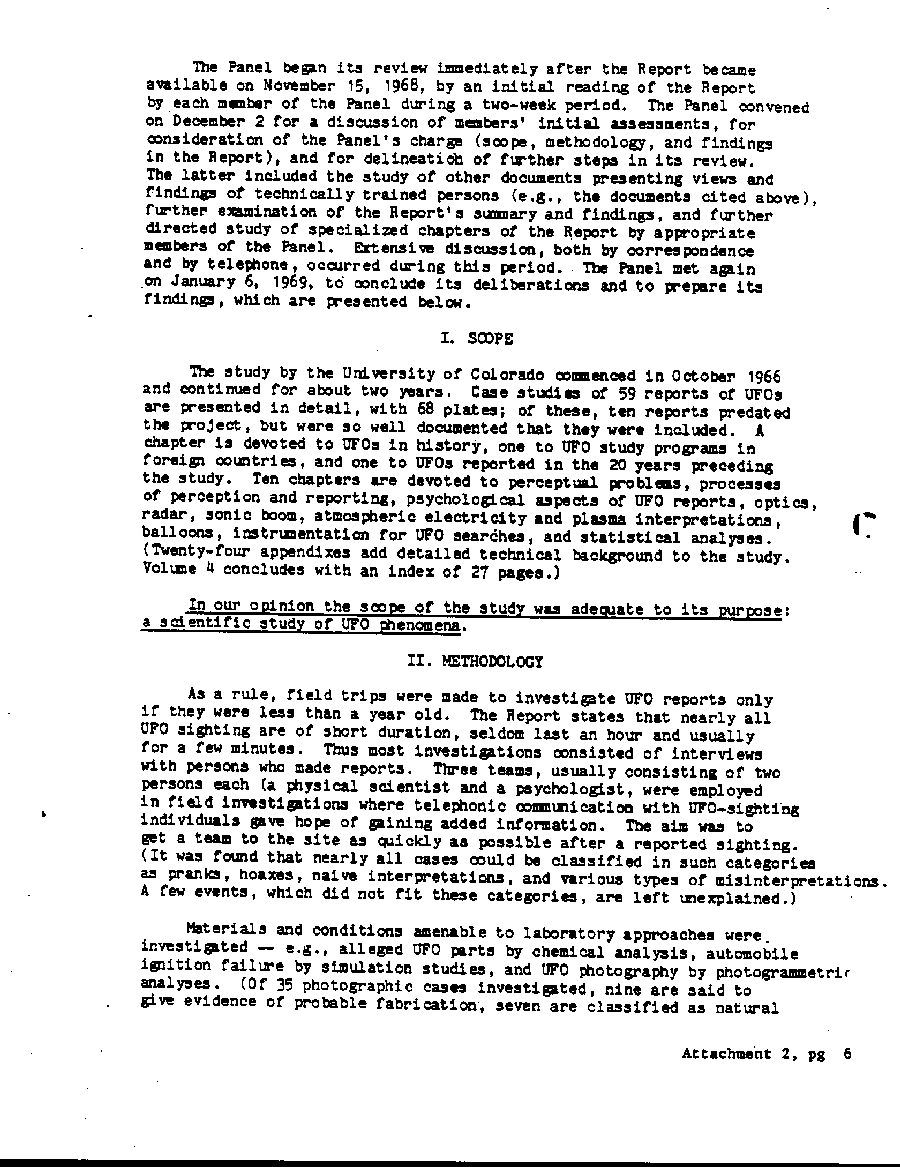 The Panel began its review immediately after the Report became
available on November 15, 1968, by an initial reading of the Report
by each member of the Panel during a two-week period. The Panel convened
on December 2 for a discussion of members' initial assessments, for
consideration of the Panel's charge (scope, methodology, and findings
in the Report), and for delineation of further steps in its review.
The latter included the study of other documents presenting views and
findings of technically trained persons (e.g., the documents cited above),
further examination of the Report's summary and findings, and further
directed study of specialized chapters of the Report by appropriate
members of the Panel. Extensive discussion, both by correspondence
and by telephone, occurred during this period. The Panel met again
on January 6, 1969, to conclude its deliberations and to prepare its
findings, which are presented below.
I. SCOPE
The study by the University of Colorado commenced in October 1966
and continued for about two years. Case studies of 59 reports of UFOs
are presented in detail, with 68 plates; of these, ten reports predated
the project, but were so well documented that they were included. A
chapter is devoted to UFOs in history, one to UFO study programs in
foreign countries, and one to UFOs reported in the 20 years preceding
the study. Ten chapters are devoted to perceptual problems, processes
of perception and reporting, psychological aspects of UFO reports, optics,
radar, sonic boom, atmospheric electricity and plasma interpretations,
balloons, instrumentation for UFO searches, and statistical analyses.
(Twenty-four appendixes add detailed technical background to the study.
Volume 4 concludes with an index of 27 pages.)
In our opinion the scope of the study was adequate to its purpose:
a scientific study of UFO phenomena.
II. METHODOLOGY
As a rule, field trips were made to investigate UFO reports only
if they were less than a year old. The Report states that nearly all
UFO sighting are of short duration, seldom last an hour and usually
for a few minutes. Thus most investigations consisted of interviews
with persons who made reports. Three teams, usually consisting of two
persons each (a physical scientist and a psychologist, were employed
in field investigations where telephonic communication with UFO-sighting
individuals gave hope of gaining added information. The aim was to
get a team to the site as quickly as possible after a reported sighting.
(It was found that nearly all cases could be classified in such categories
as pranks, hoaxes, naive interpretations, and various types of misinterpretations.
A few events, which did not fit these categories, are left unexplained.)
Materials and conditions amenable to laboratory approaches were
investigated — e.g., alleged UFO parts by chemical analysis, automobile
ignition failure by simulation studies, and UFO photography by photogrammetric
analyses. (Of 35 photographic cases investigated, nine are said to
give evidence of probable fabrication, seven are classified as natural
Attachment 2, pg 6